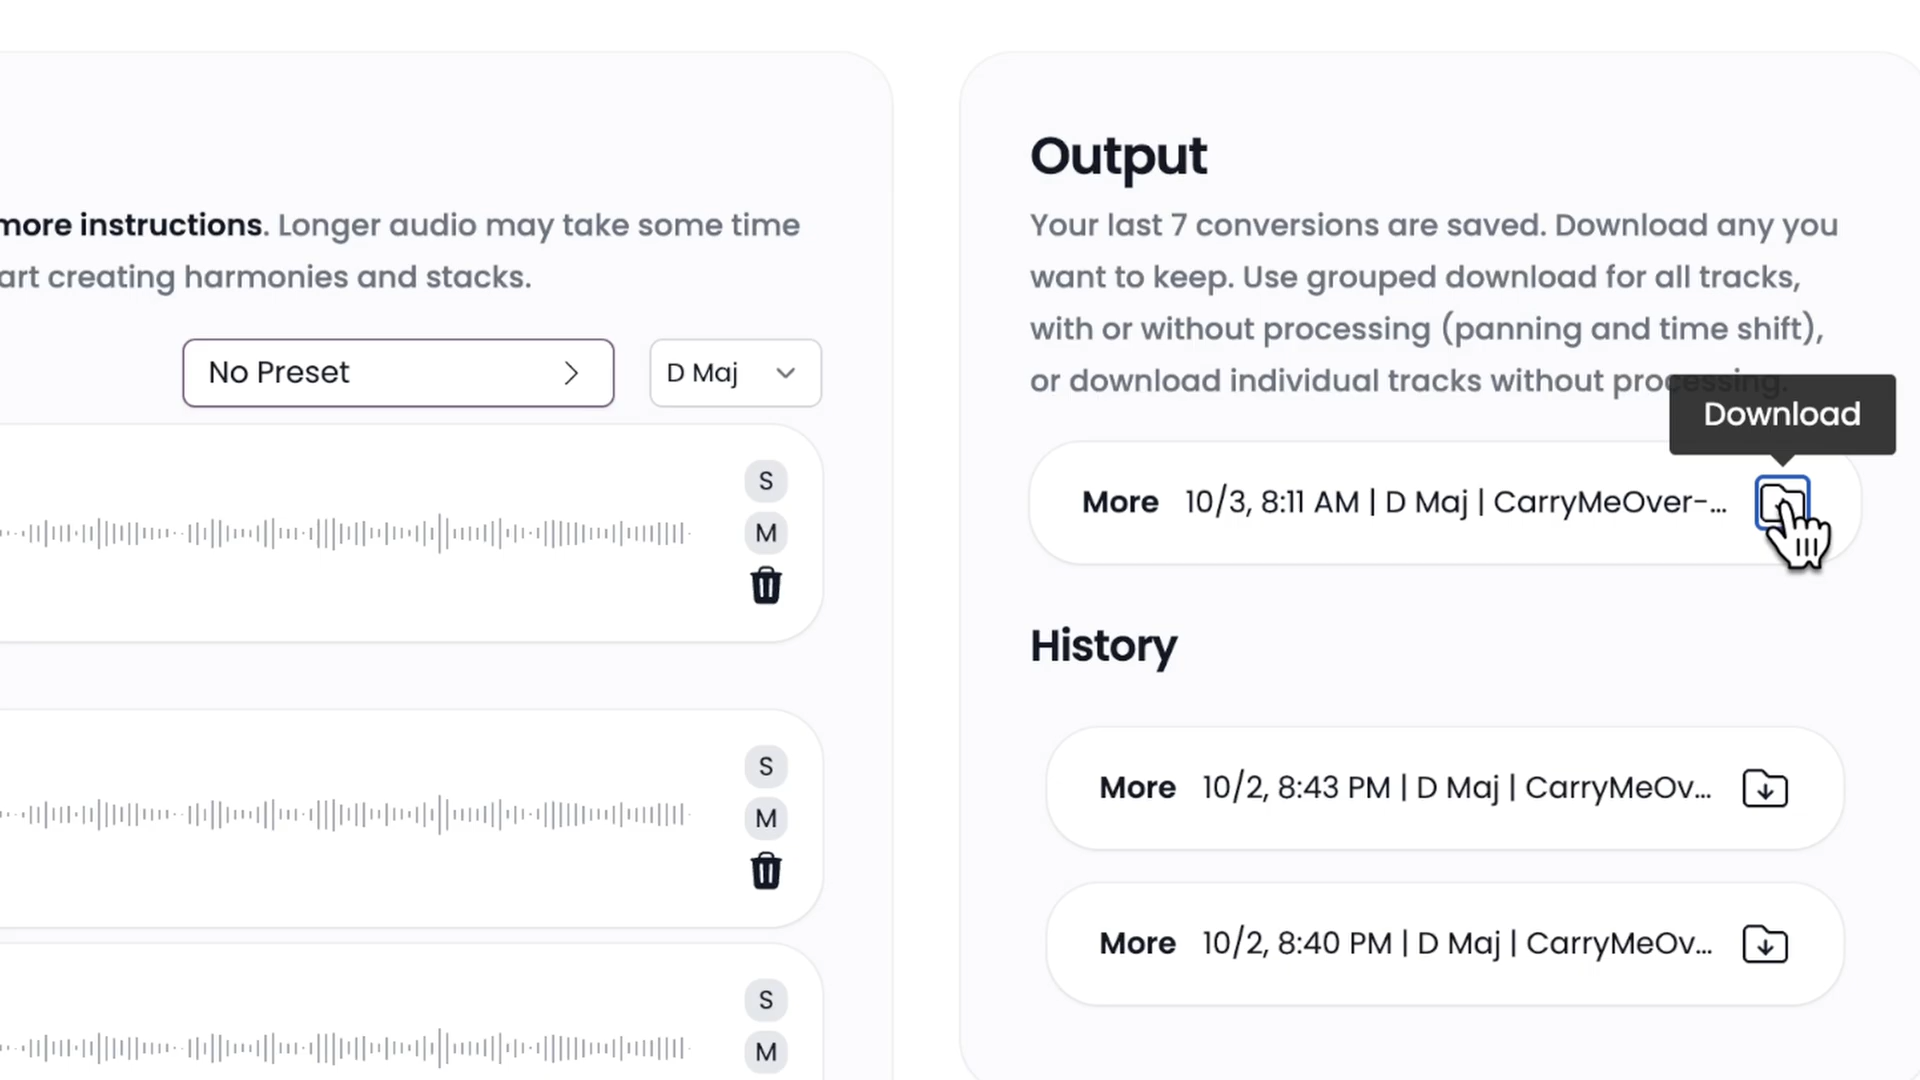 more instructions. Longer audio may take some time
art creating harmonies and stacks.
No Preset
D Maj
S
M
S
M
S
M
Output
Your last 7 conversions are saved. Download any you
want to keep. Use grouped download for all tracks,
with or without processing (panning and time shift),
or download individual tracks without processing.
Download
More 10/3, 8:11 AM | D Maj | CarryMeOver-...
History
More 10/2, 8:43 PM | D Maj | CarryMeOv...
More 10/2, 8:40 PM | D Maj | CarryMeOv...